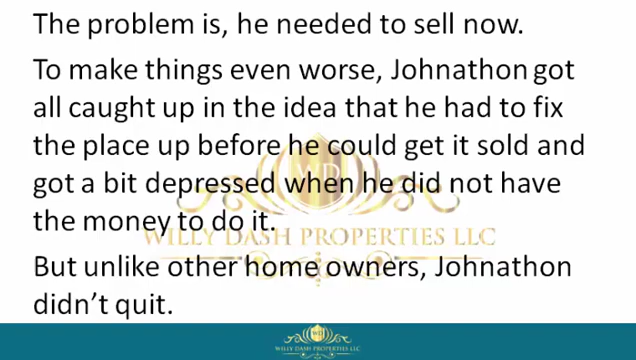 The problem is, he needed to sell now.
To make things even worse, Johnathon got
all caught up in the idea that he had to fix
the place up before he could get it sold and
got a bit depressed when he did not have
the money to do it.
WILLY DASH PROPERTIES LLC
But unlike other home owners, Johnathon
didn’t quit.
WILLY DASH PROPERTIES LLC